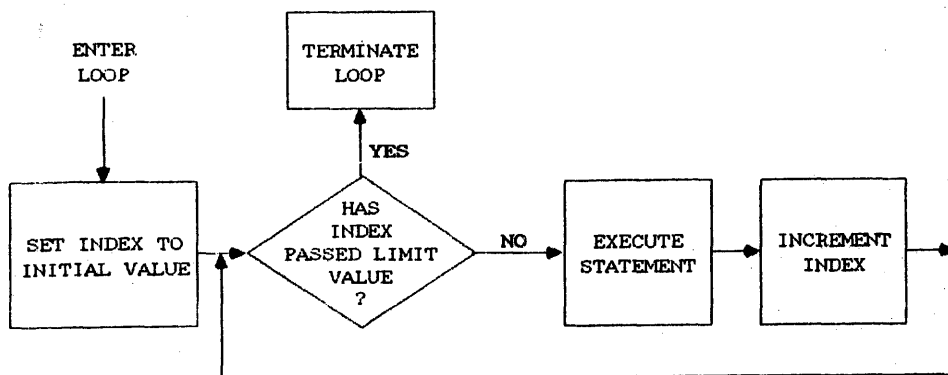 ENTER
LOOP
TERMINATE
LOOP
YES
SET INDEX TO
INITIAL VALUE
HAS
INDEX
PASSED LIMIT
VALUE
?
NO
EXECUTE
STATEMENT
INCREMENT
INDEX